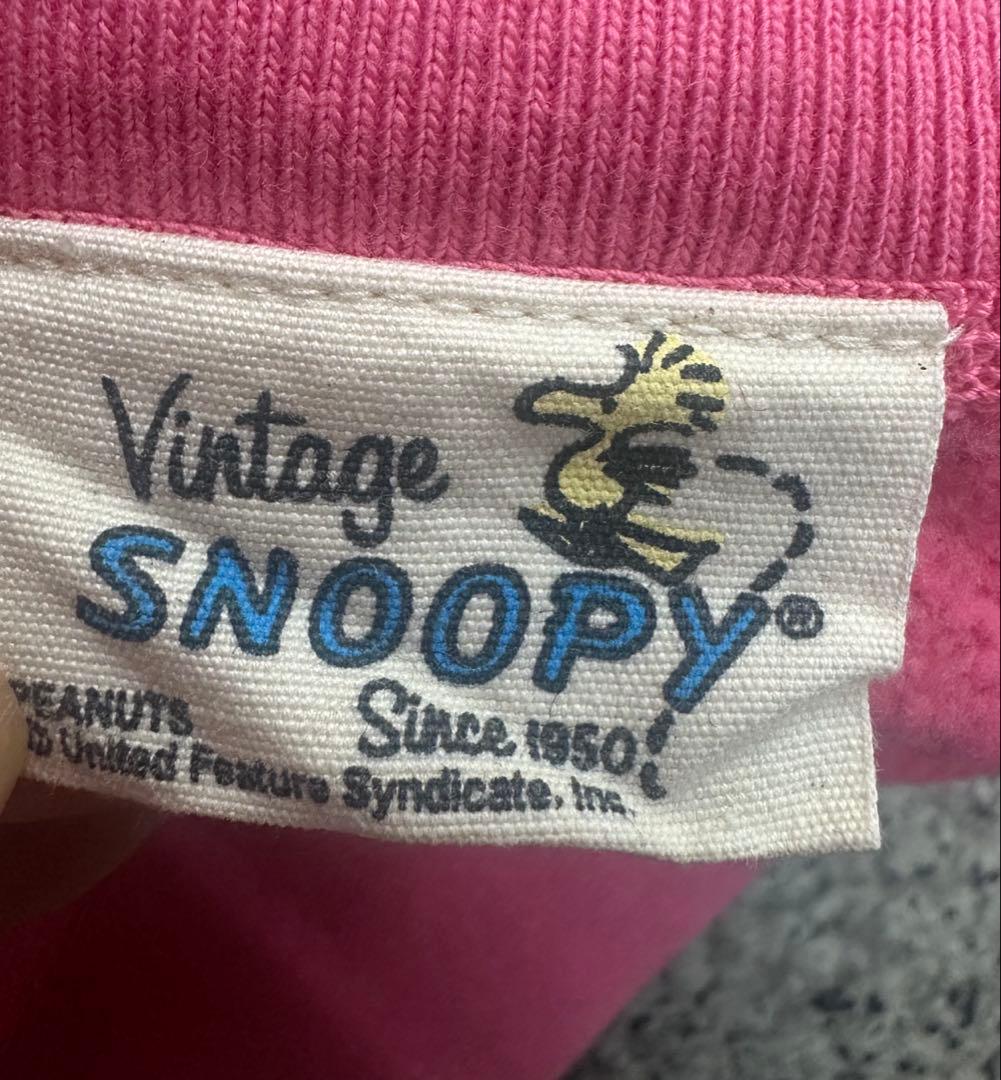 Vintage
SNOOPY®
Since 1950
PEANUTS
© United Feature Syndicate, Inc.